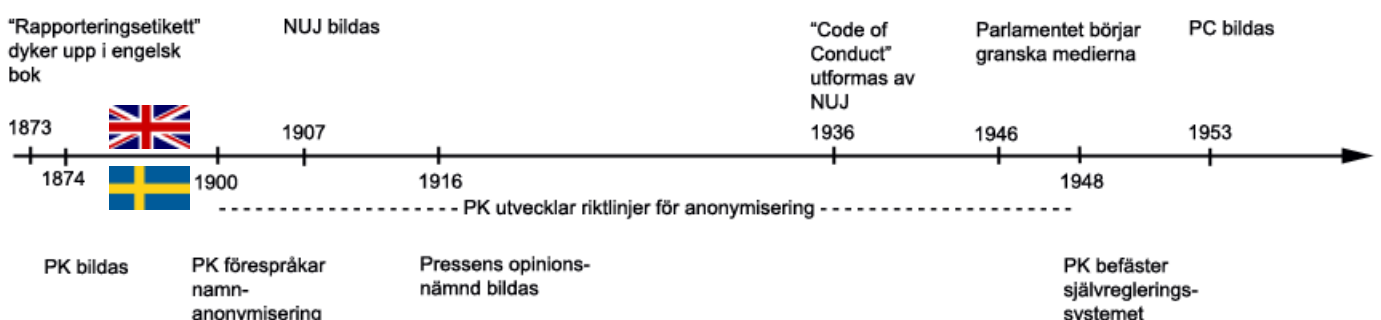 “Rapporteringsetikett”
dyker upp i engelsk
bok
NUJ bildas
“Code of
Conduct”
utformas av
NUJ
Parlamentet börjar
granska medierna
PC bildas
1873
1907
1936
1946
1953
1874
1900
1916
1948
PK utvecklar riktlinjer för anonymisering
PK bildas
PK förespråkar
namn-
anonymisering
Pressens opinions-
nämnd bildas
PK befäster
självreglerings-
systemet